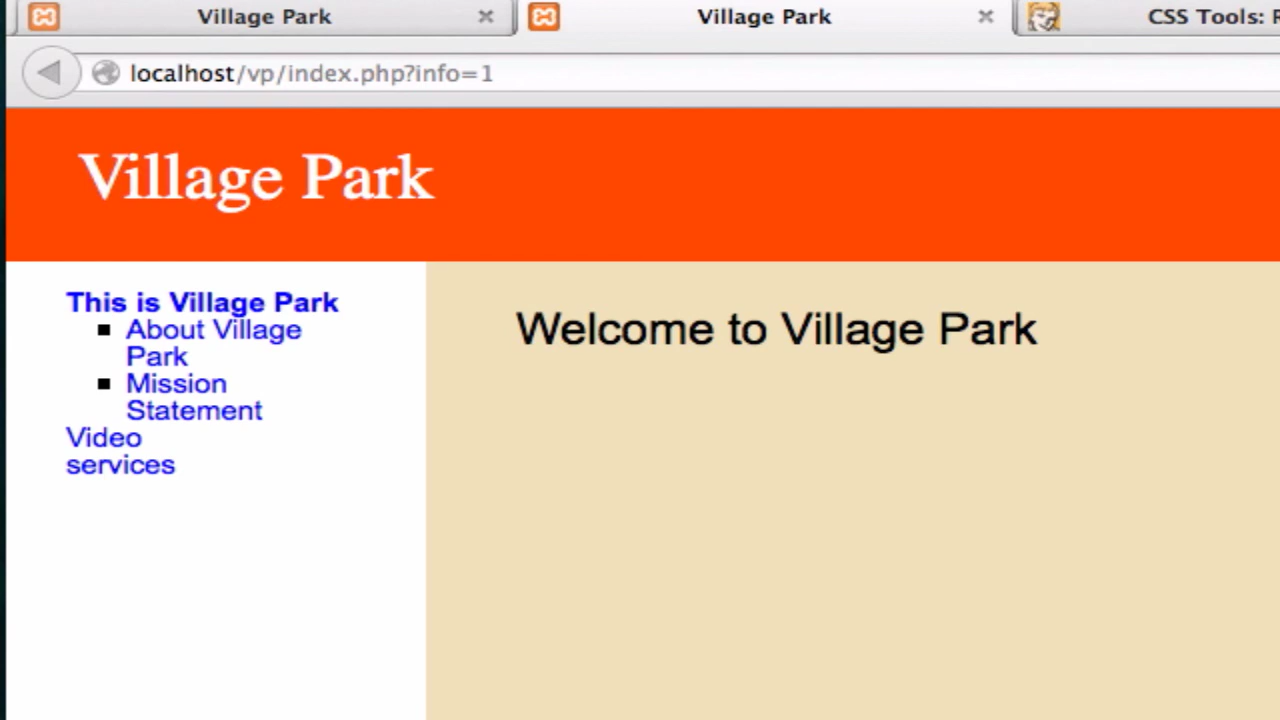 Village Park
Village Park
CSS Tools:
localhost/vp/index.php?info=1
Village Park
This is Village Park
About Village
Park
Mission
Statement
Video
services
Welcome to Village Park